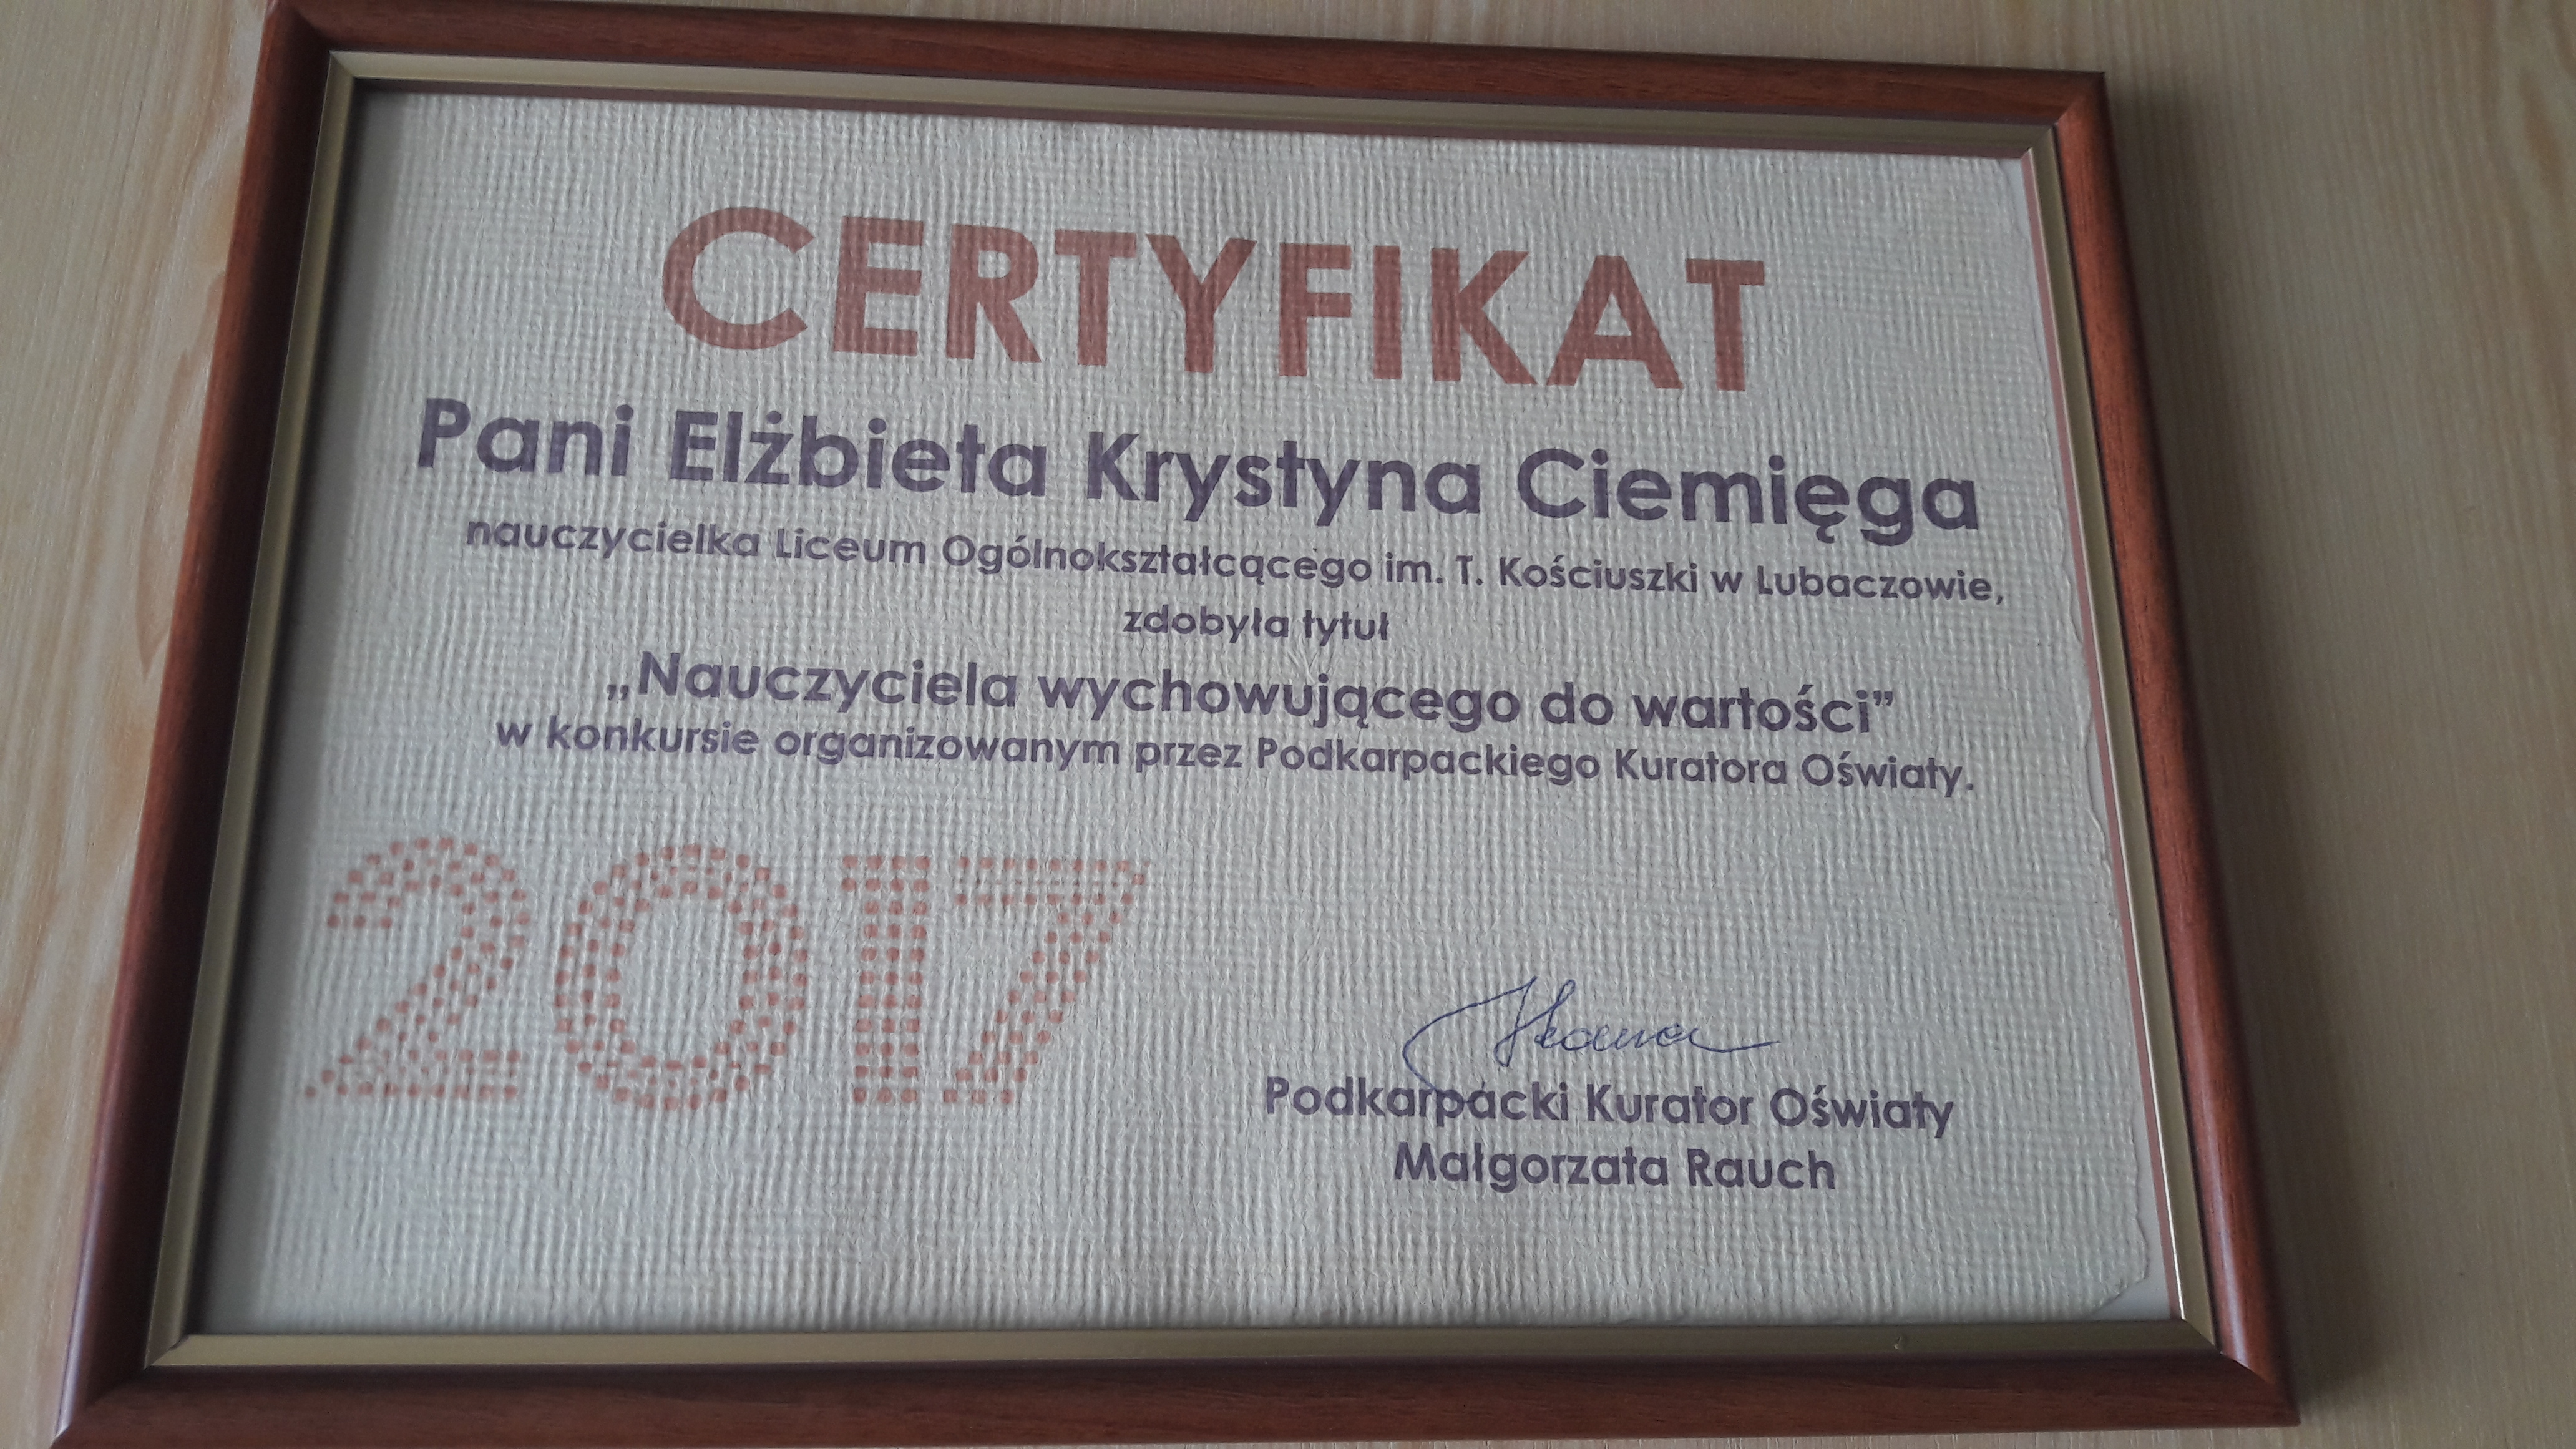 CERTYFIKAT
Pani Elżbieta Krystyna Ciemięga
nauczycielka Liceum Ogólnokształcącego im. T. Kościuszki w Lubaczowie,
zdobyła tytuł
„Nauczyciela wychowującego do wartości”
w konkursie organizowanym przez Podkarpackiego Kuratora Oświaty.
2017
Podkarpacki Kurator Oświaty
Małgorzata Rauch